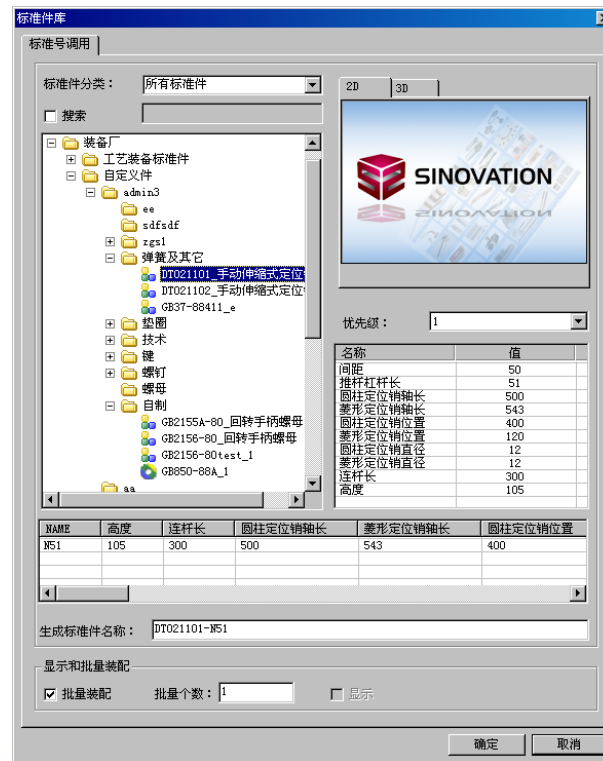 标准件库
标准号调用
标准件分类： 所有标准件
搜索
2D 3D
SINOVATION
装备厂
工艺装备标准件
自定义件
admin3
ee
sdfsdf
zgs1
弹簧及其它
DT021101_手动伸缩式定位
DT021102_手动伸缩式定位
GB37-88411_e
垫圈
技术
键
螺钉
螺母
自制
GB2155A-80_回转手柄螺母
GB2156-80_回转手柄螺母
GB2156-80test_1
GB850-88A_1
aa
优先级： 1
名称 值
间距 50
推杆杠杆长 51
圆柱定位销轴长 500
菱形定位销轴长 543
圆柱定位销位置 400
菱形定位销位置 120
圆柱定位销直径 12
菱形定位销直径 12
连杆长 300
高度 105
NAME 高度 连杆长 圆柱定位销轴长 菱形定位销轴长 圆柱定位销位置
N51 105 300 500 543 400
生成标准件名称： DT021101-N51
显示和批量装配
批量装配 批量个数： 1 显示
确定 取消